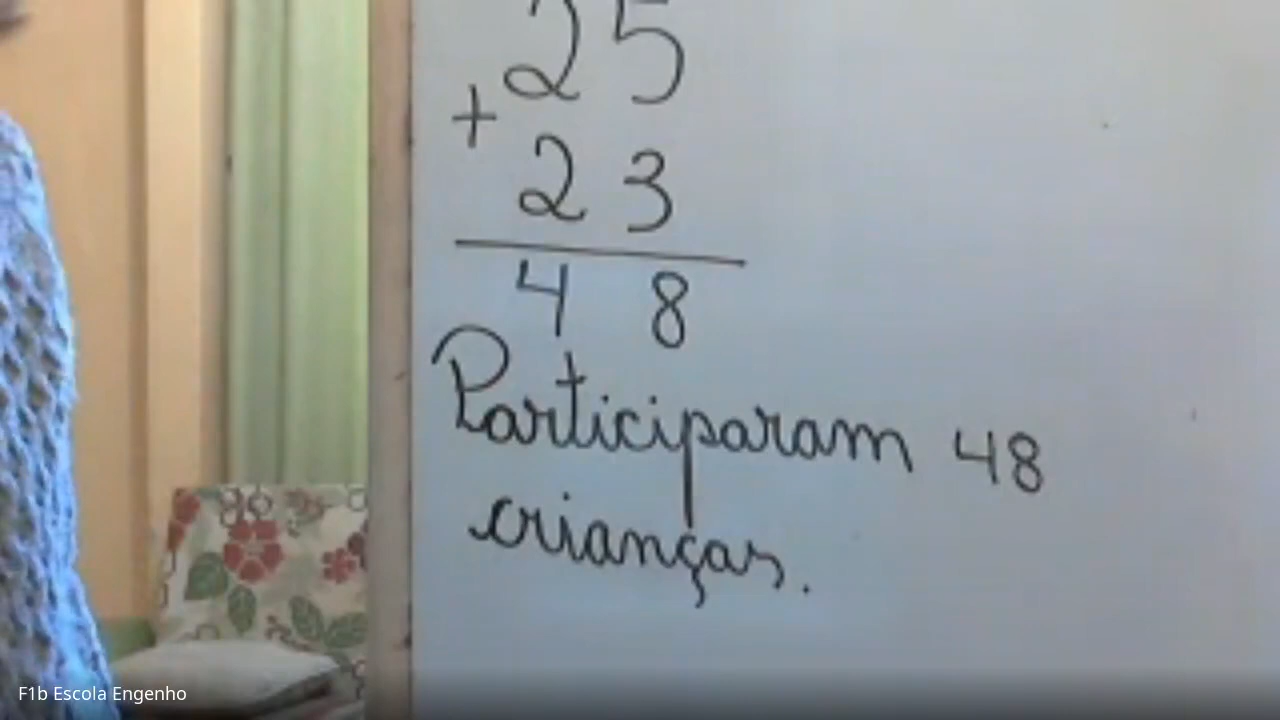 25
+
23
48
Participaram 48
crianças.
F1b Escola Engenho